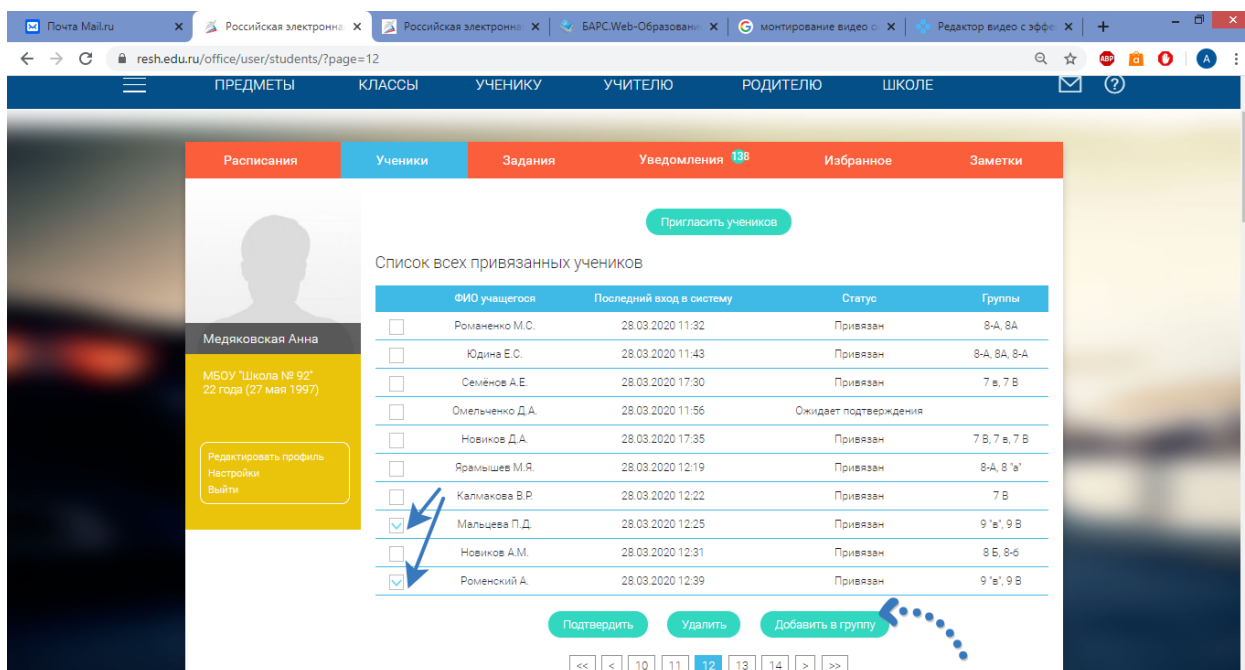 Почта Mail.ru
Российская электронна
Российская электронна
БАРС.Web-Образовани
монтирование видео о
Редактор видео с эффе
resh.edu.ru/office/user/students/?page=12
ПРЕДМЕТЫ КЛАССЫ УЧЕНИКУ УЧИТЕЛЮ РОДИТЕЛЮ ШКОЛЕ
Расписания Ученики Задания Уведомления 138 Избранное Заметки
Пригласить учеников
Список всех привязанных учеников
ФИО учащегося Последний вход в систему Статус Группы
Романенко М.С. 28.03.2020 11:32 Привязан 8-А, 8А
Медяковская Анна
Юдина Е.С. 28.03.2020 11:43 Привязан 8-А, 8А, 8-А
МБОУ "Школа № 92"
22 года (27 мая 1997)
Семёнов А.Е. 28.03.2020 17:30 Привязан 7 в, 7 В
Омельченко Д.А. 28.03.2020 11:56 Ожидает подтверждения
Новиков Д.А. 28.03.2020 17:35 Привязан 7 В, 7 в, 7 В
Редактировать профиль
Настройки
Выйти
Ярамышев М.Я. 28.03.2020 12:19 Привязан 8-А, 8 "а"
Калмакова В.Р. 28.03.2020 12:22 Привязан 7 В
Мальцева П.Д. 28.03.2020 12:25 Привязан 9 "в", 9 В
Новиков А.М. 28.03.2020 12:31 Привязан 8 Б, 8-б
Роменский А. 28.03.2020 12:39 Привязан 9 "в", 9 В
Подтвердить Удалить Добавить в группу
<< < 10 11 12 13 14 > >>